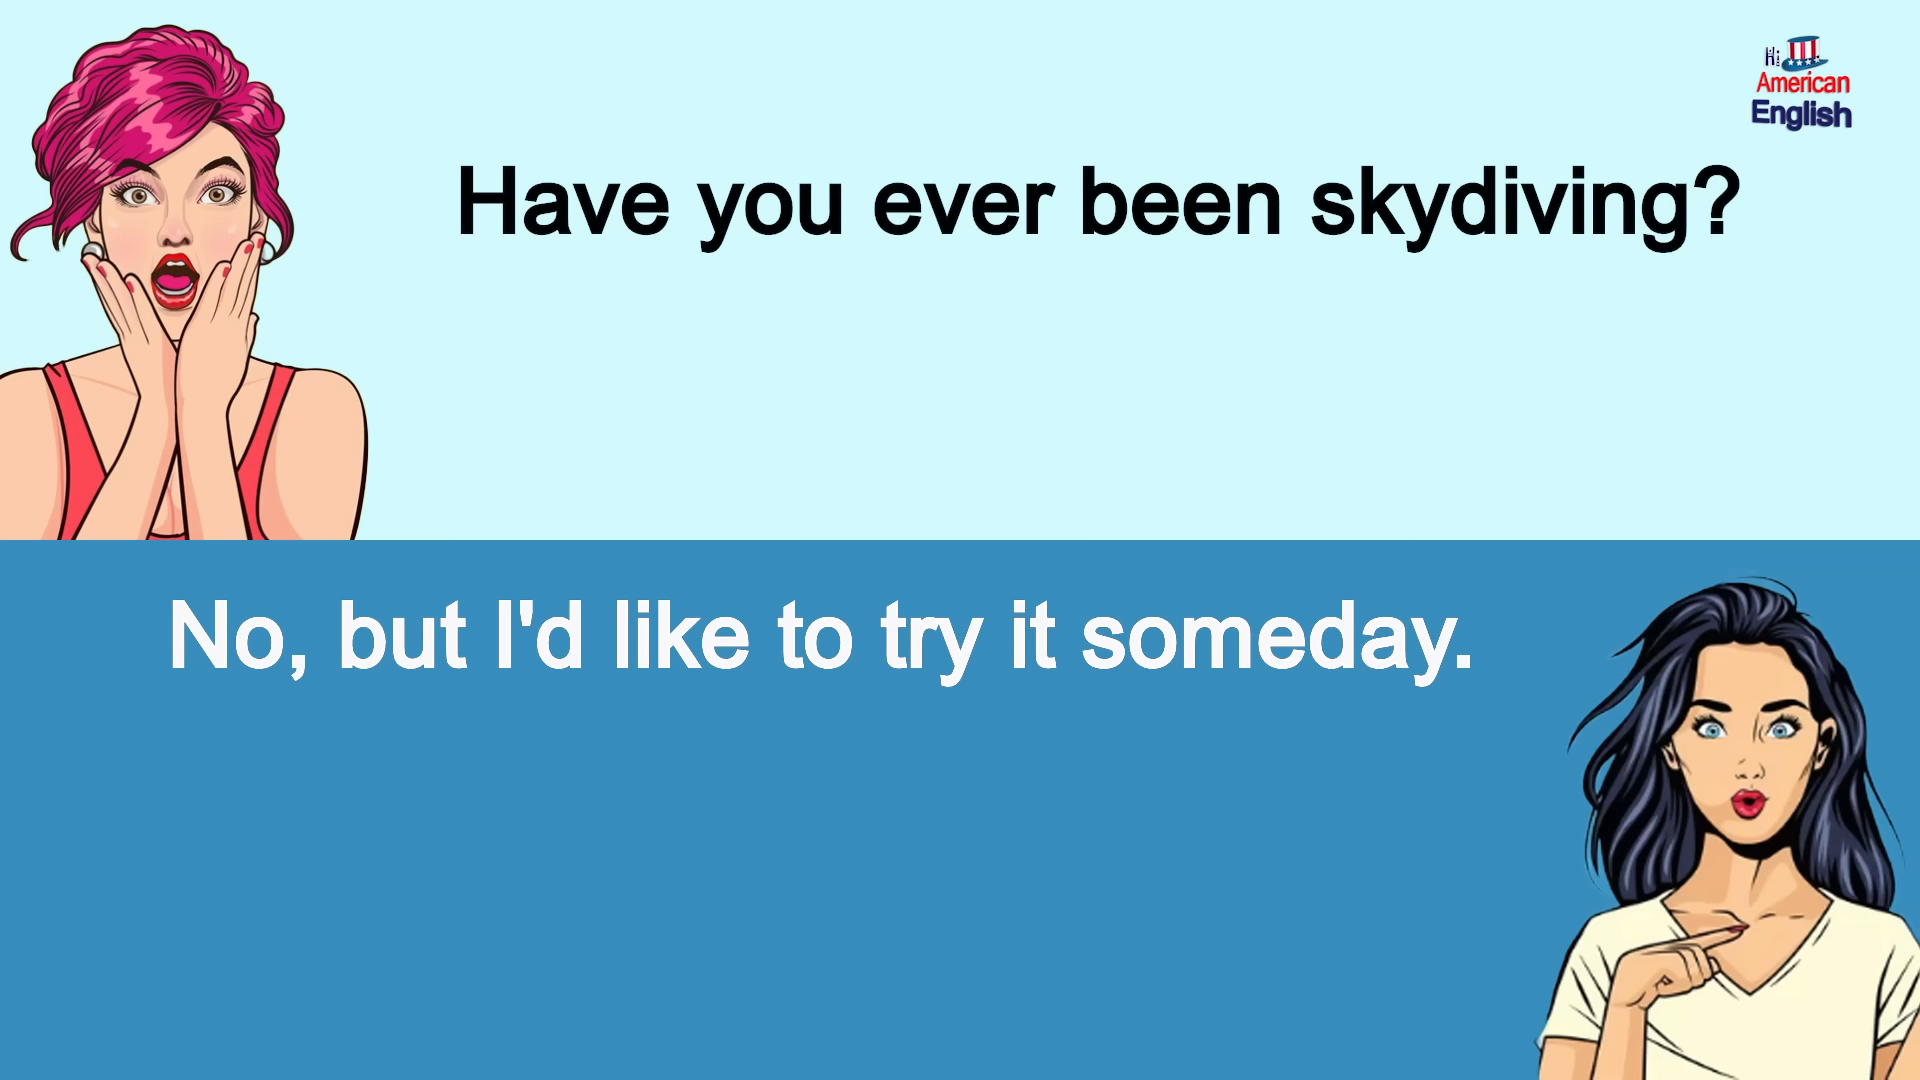 Hi
American
English
Have you ever been skydiving?
No, but I'd like to try it someday.